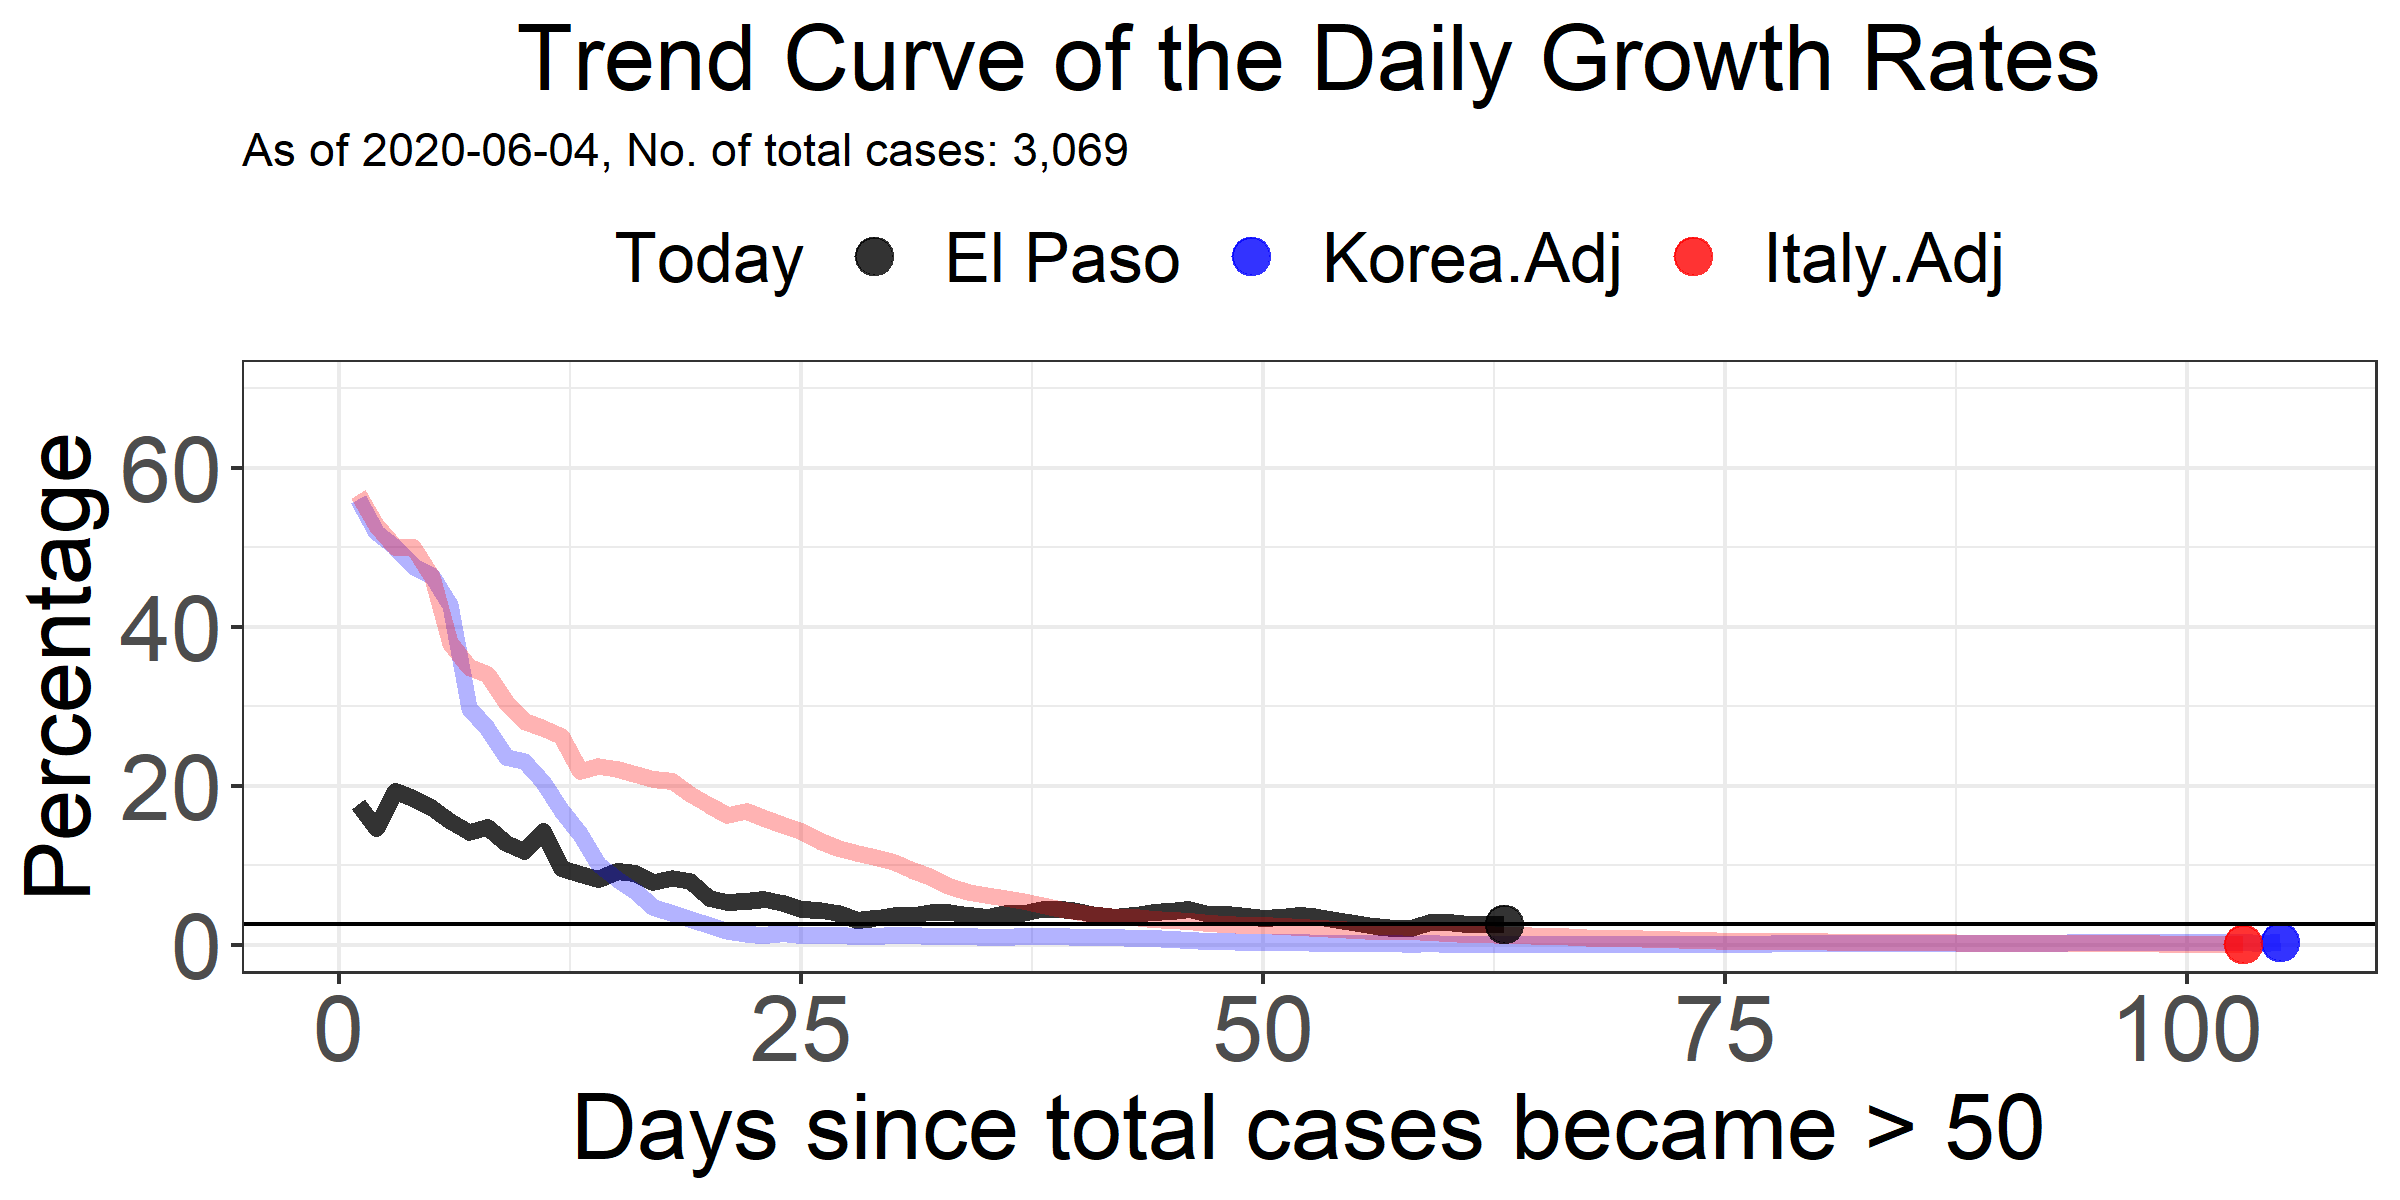 Trend Curve of the Daily Growth Rates
As of 2020-06-04, No. of total cases: 3,069
Today El Paso Korea.Adj Italy.Adj
Percentage
60
40
20
0
0 25 50 75 100
Days since total cases became > 50